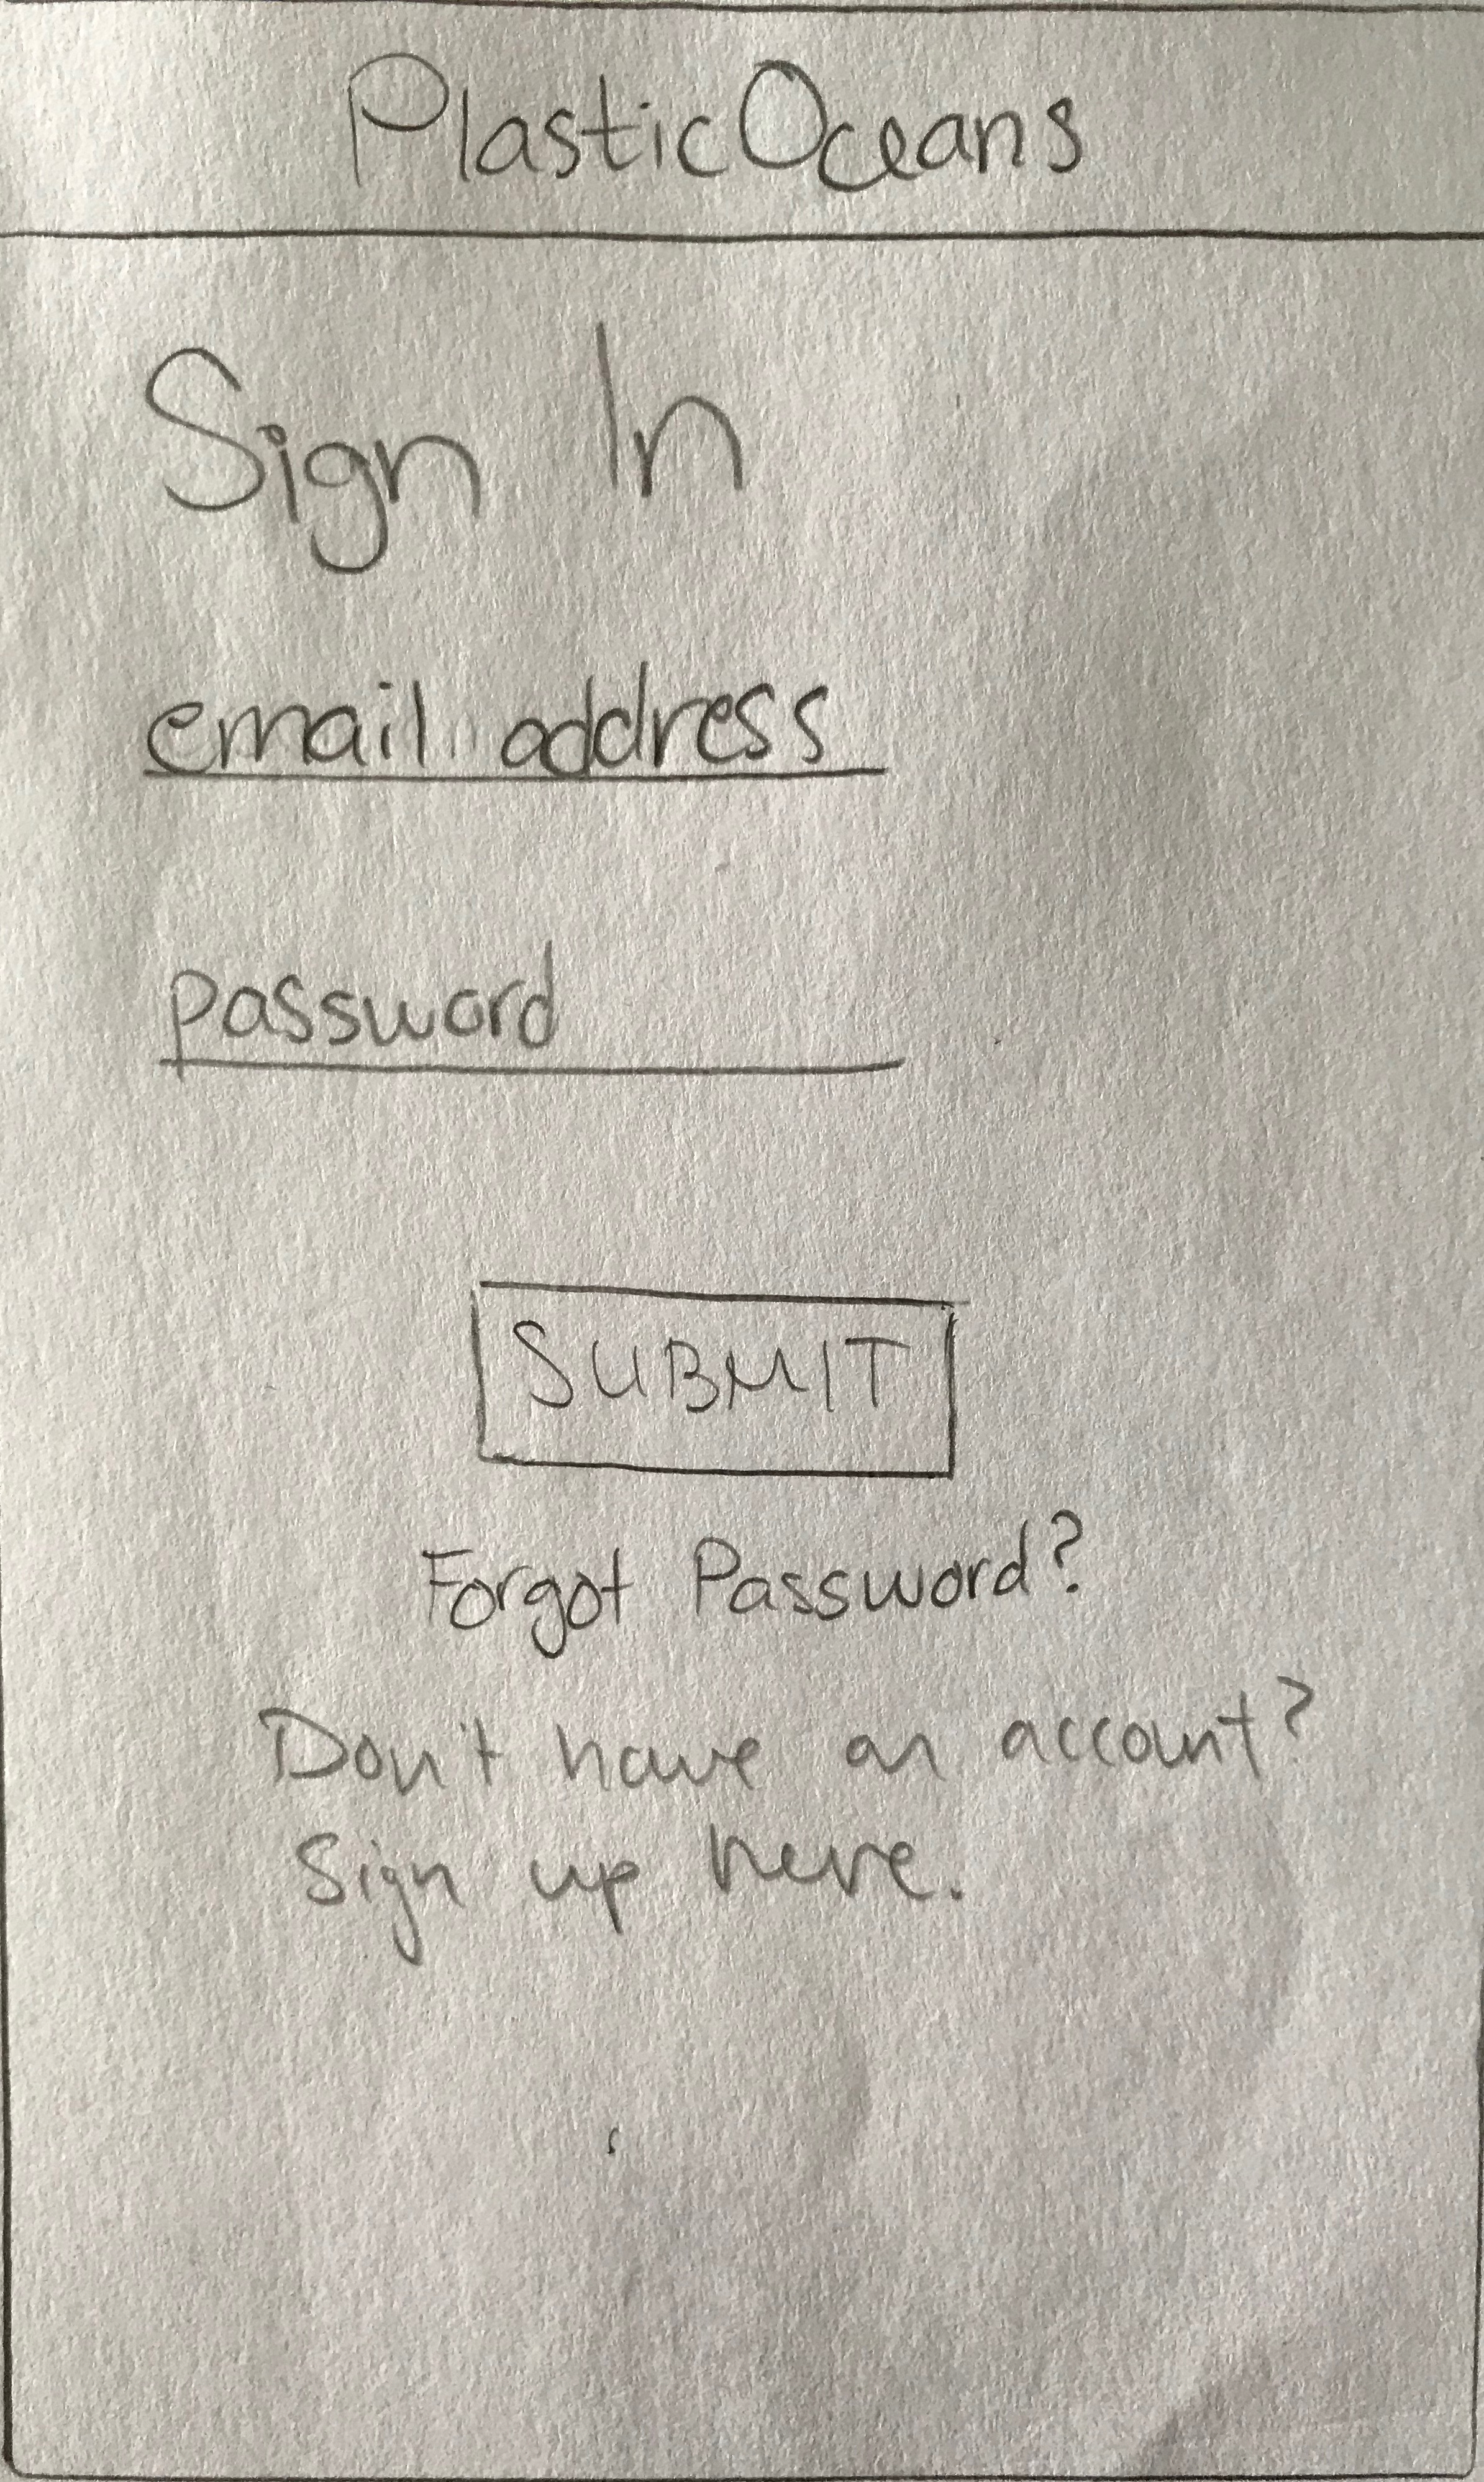 PlasticOceans
Sign In
email address
password
SUBMIT
Forgot Password?
Don't have an account?
Sign up here.